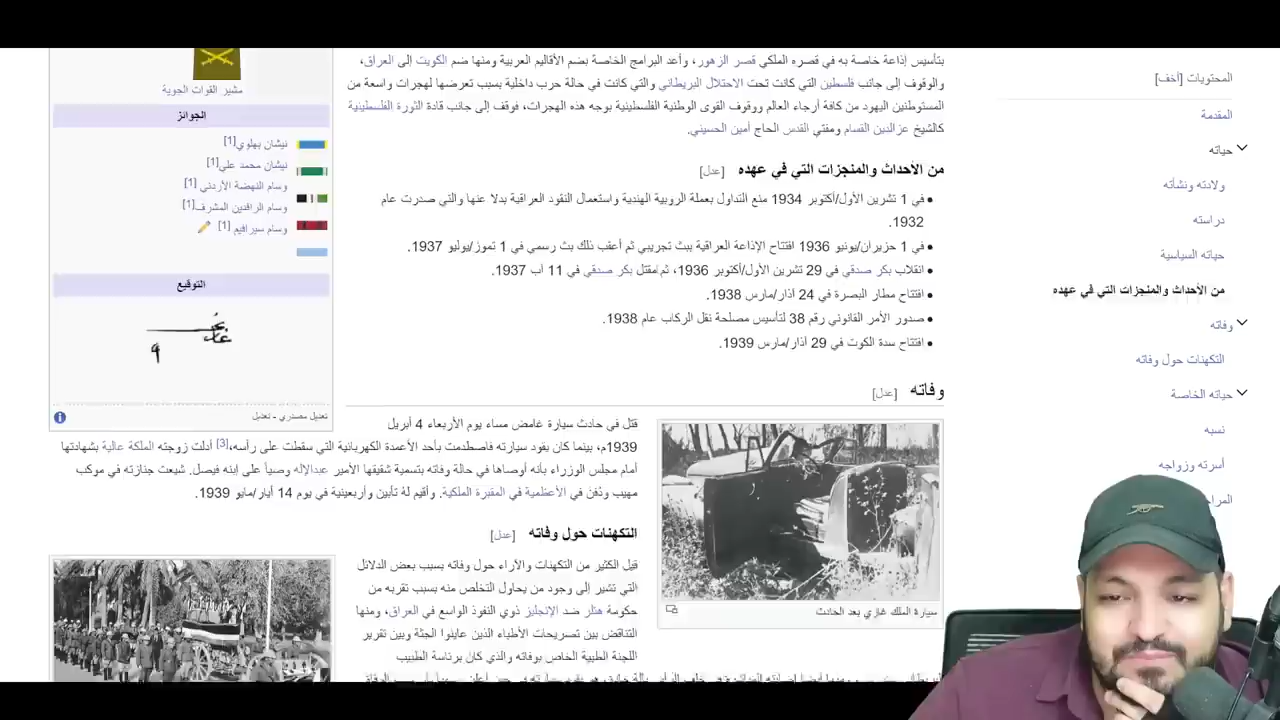 المحتويات [أخف]
المقدمة
حياته
ولادته ونشأته
دراسته
حياته السياسية
من الأحداث والمنجزات التي في عهده
وفاته
التكهنات حول وفاته
حياته الخاصة
نسبه
أسرته وزواجه
المرا
بتأسيس إذاعة خاصة به في قصره الملكي قصر الزهور، وأعد البرامج الخاصة بضم الأقاليم العربية ومنها ضم الكويت إلى العراق،
والوقوف إلى جانب فلسطين التي كانت تحت الاحتلال البريطاني والتي كانت في حالة حرب داخلية بسبب تعرضها لهجرات واسعة من
المستوطنين اليهود من كافة أرجاء العالم ووقوف القوى الوطنية الفلسطينية بوجه هذه الهجرات، فوقف إلى جانب قادة الثورة الفلسطينية
كالشيخ عزالدين القسام ومفتي القدس الحاج أمين الحسيني.
من الأحداث والمنجزات التي في عهده [عدل]
في 1 تشرين الأول/أكتوبر 1934 منع التداول بعملة الروبية الهندية واستعمال النقود العراقية بدلا عنها والتي صدرت عام
1932.
في 1 حزيران/يونيو 1936 افتتاح الإذاعة العراقية ببث تجريبي ثم أعقب ذلك بث رسمي في 1 تموز/يوليو 1937.
انقلاب بكر صدقي في 29 تشرين الأول/أكتوبر 1936، ثم مقتل بكر صدقي في 11 آب 1937.
افتتاح مطار البصرة في 24 آذار/مارس 1938.
صدور الأمر القانوني رقم 38 لتأسيس مصلحة نقل الركاب عام 1938.
افتتاح سدة الكوت في 29 آذار/مارس 1939.
وفاته [عدل]
قتل في حادث سيارة غامض مساء يوم الأربعاء 4 أبريل
1939م، بينما كان يقود سيارته فاصطدمت بأحد الأعمدة الكهربائية التي سقطت على رأسه،[3] أدلت زوجته الملكة عالية بشهادتها
أمام مجلس الوزراء بأنه أوصاها في حالة وفاته بتسمية شقيقها الأمير عبدالإله وصياً على إبنه فيصل. شيعت جنازته في موكب
مهيب ودُفن في الأعظمية في المقبرة الملكية. وأقيم لهُ تأبين وأربعينية في يوم 14 أيار/مايو 1939.
سيارة الملك غازي بعد الحادث
التكهنات حول وفاته [عدل]
قيل الكثير من التكهنات والآراء حول وفاته بسبب بعض الدلائل
التي تشير إلى وجود من يحاول التخلص منه بسبب تقربه من
حكومة هتلر ضد الإنجليز ذوي النفوذ الواسع في العراق، ومنها
التناقض بين تصريحات الأطباء الذين عاينوا الجثة وبين تقرير
اللجنة الطبية الخاص بوفاته والذي كان برئاسة الطبيب
مشير القوات الجوية
الجوائز
نيشان بهلوي[1]
نيشان محمد علي[1]
وسام النهضة الأردني [1]
وسام الرافدين المشرف[1]
وسام سيرافيم [1]
التوقيع
تعديل مصدري - تعديل